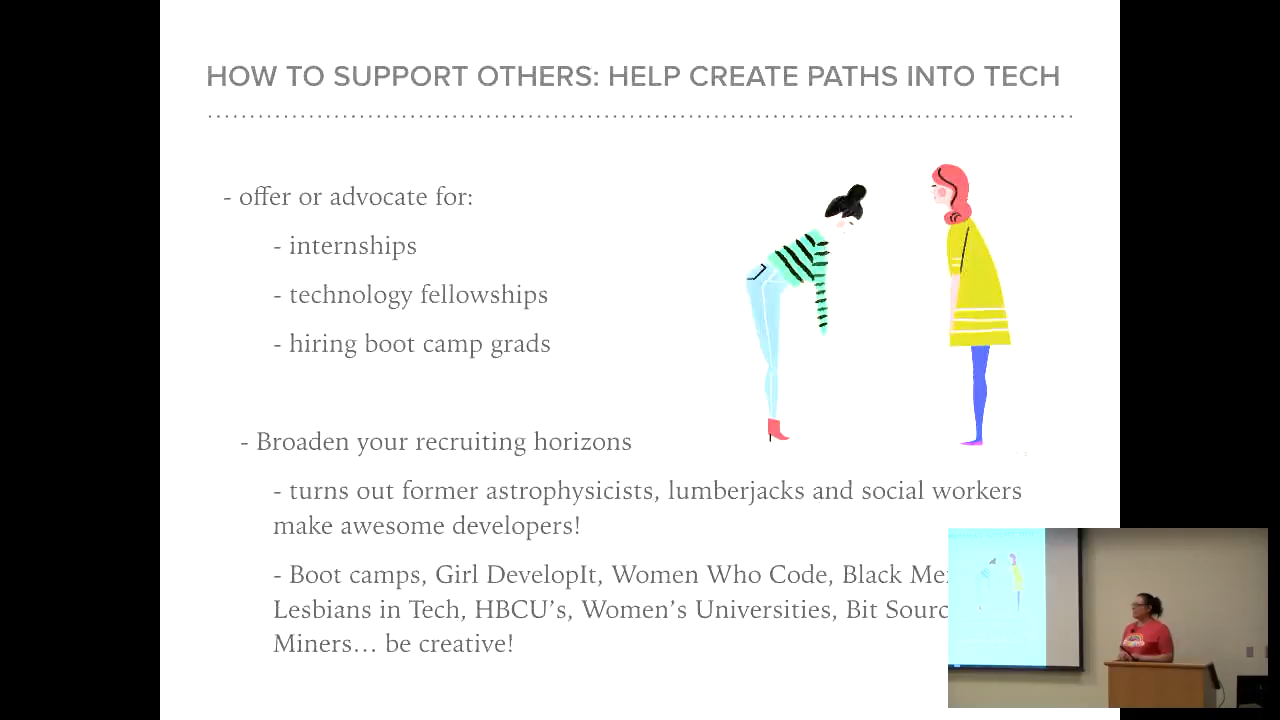 HOW TO SUPPORT OTHERS: HELP CREATE PATHS INTO TECH
- offer or advocate for:
- internships
- technology fellowships
- hiring boot camp grads
- Broaden your recruiting horizons
- turns out former astrophysicists, lumberjacks and social workers
make awesome developers!
- Boot camps, Girl DevelopIt, Women Who Code, Black
Lesbians in Tech, HBCU's, Women's Universities, Bit
Miners... be creative!